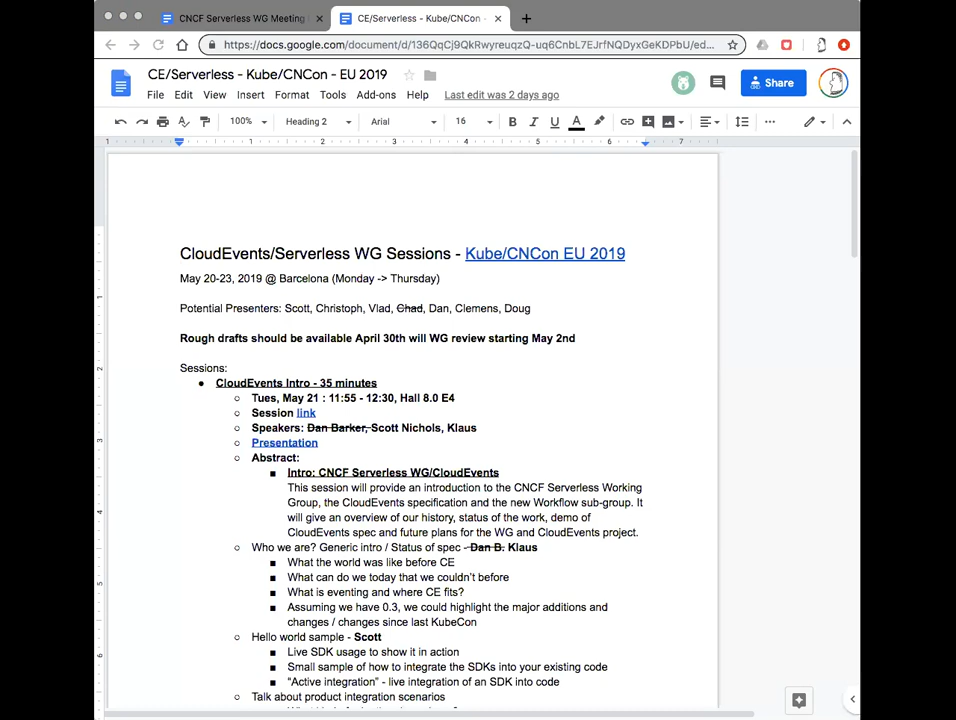 CNCF Serverless WG Meeting
CE/Serverless - Kube/CNCon -
https://docs.google.com/document/d/136QqCj9QkRwyreuqzQ-uq6CnbL7EJrfNQDyxGeKDPbU/ed...
CE/Serverless - Kube/CNCon - EU 2019
File Edit View Insert Format Tools Add-ons Help Last edit was 2 days ago
Share
100% Heading 2 Arial 16 B I U A
1 1 2 3 4 5 6 7
CloudEvents/Serverless WG Sessions - Kube/CNCon EU 2019
May 20-23, 2019 @ Barcelona (Monday -> Thursday)
Potential Presenters: Scott, Christoph, Vlad, Chad, Dan, Clemens, Doug
Rough drafts should be available April 30th will WG review starting May 2nd
Sessions:
● CloudEvents Intro - 35 minutes
○ Tues, May 21 : 11:55 - 12:30, Hall 8.0 E4
○ Session link
○ Speakers: Dan Barker, Scott Nichols, Klaus
○ Presentation
○ Abstract:
■ Intro: CNCF Serverless WG/CloudEvents
This session will provide an introduction to the CNCF Serverless Working
Group, the CloudEvents specification and the new Workflow sub-group. It
will give an overview of our history, status of the work, demo of
CloudEvents spec and future plans for the WG and CloudEvents project.
○ Who we are? Generic intro / Status of spec - Dan B. Klaus
■ What the world was like before CE
■ What can do we today that we couldn't before
■ What is eventing and where CE fits?
■ Assuming we have 0.3, we could highlight the major additions and
changes / changes since last KubeCon
○ Hello world sample - Scott
■ Live SDK usage to show it in action
■ Small sample of how to integrate the SDKs into your existing code
■ "Active integration" - live integration of an SDK into code
○ Talk about product integration scenarios